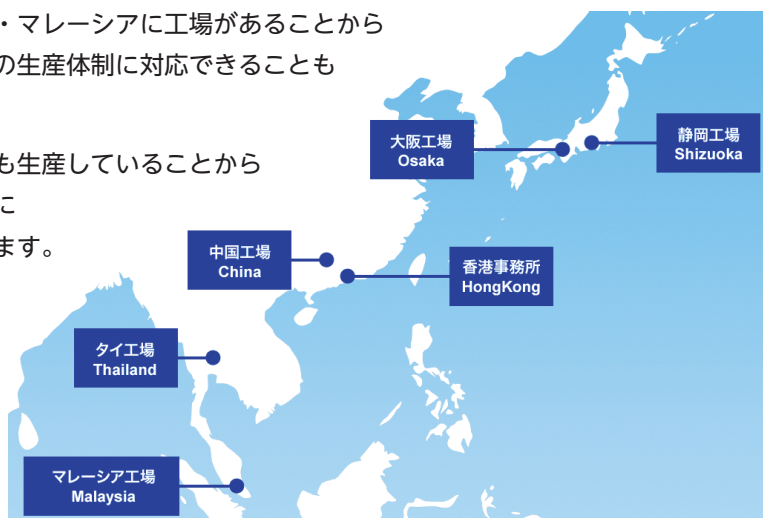 ・マレーシアに工場があることから
の生産体制に対応できることも
も生産していることから
に
ます。
大阪工場
Osaka
静岡工場
Shizuoka
中国工場
China
香港事務所
HongKong
タイ工場
Thailand
マレーシア工場
Malaysia